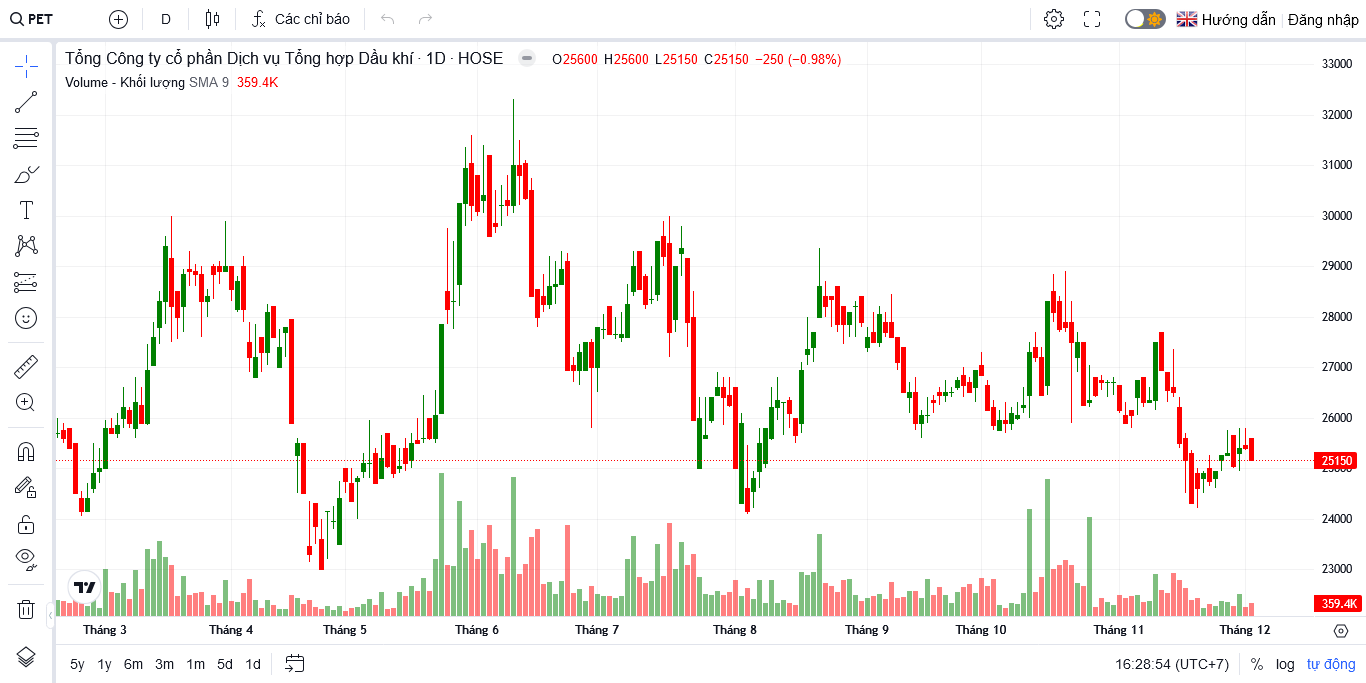 PET D Các chỉ báo Hướng dẫn Đăng nhập
Tổng Công ty cổ phần Dịch vụ Tổng hợp Dầu khí · 1D · HOSE O25600 H25600 L25150 C25150 −250 (−0.98%)
Volume - Khối lượng SMA 9 359.4K
33000
32000
31000
30000
29000
28000
27000
26000
25150
25000
24000
23000
359.4K
Tháng 3 Tháng 4 Tháng 5 Tháng 6 Tháng 7 Tháng 8 Tháng 9 Tháng 10 Tháng 11 Tháng 12
5y 1y 6m 3m 1m 5d 1d 16:28:54 (UTC+7) % log tự động